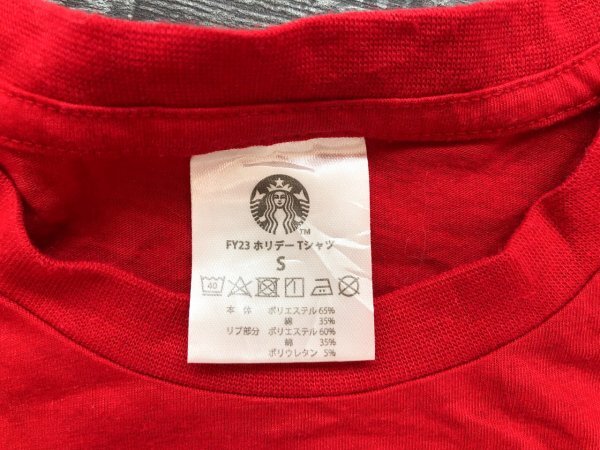 TM
FY23 ホリデー Tシャツ
S
40
本 体 ポリエステル 65%
綿 35%
リブ部分 ポリエステル 60%
綿 35%
ポリウレタン 5%